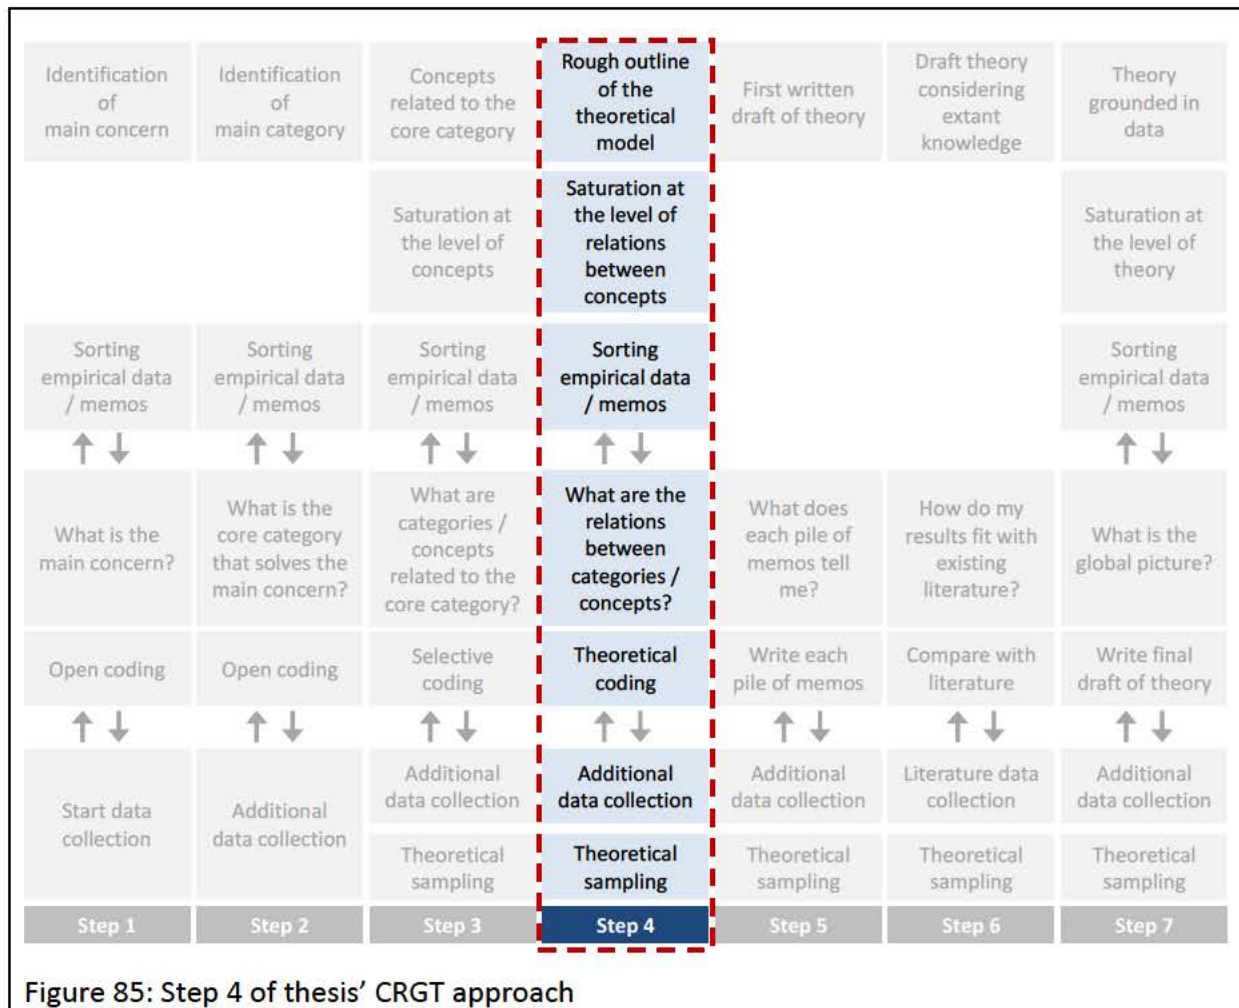 Identification
of
main concern
Identification
of
main category
Concepts
related to the
core category
Rough outline
of the
theoretical
model
First written
draft of theory
Draft theory
considering
extant
knowledge
Theory
grounded in
data
Saturation at
the level of
concepts
Saturation at
the level of
relations
between
concepts
Saturation at
the level of
theory
Sorting
empirical data
/ memos
Sorting
empirical data
/ memos
Sorting
empirical data
/ memos
Sorting
empirical data
/ memos
Sorting
empirical data
/ memos
What is the
main concern?
What is the
core category
that solves the
main concern?
What are
categories /
concepts
related to the
core category?
What are the
relations
between
categories /
concepts?
What does
each pile of
memos tell
me?
How do my
results fit with
existing
literature?
What is the
global picture?
Open coding
Open coding
Selective
coding
Theoretical
coding
Write each
pile of memos
Compare with
literature
Write final
draft of theory
Start data
collection
Additional
data collection
Additional
data collection
Additional
data collection
Additional
data collection
Literature data
collection
Additional
data collection
Theoretical
sampling
Theoretical
sampling
Theoretical
sampling
Theoretical
sampling
Theoretical
sampling
Step 1
Step 2
Step 3
Step 4
Step 5
Step 6
Step 7
Figure 85: Step 4 of thesis’ CRGT approach